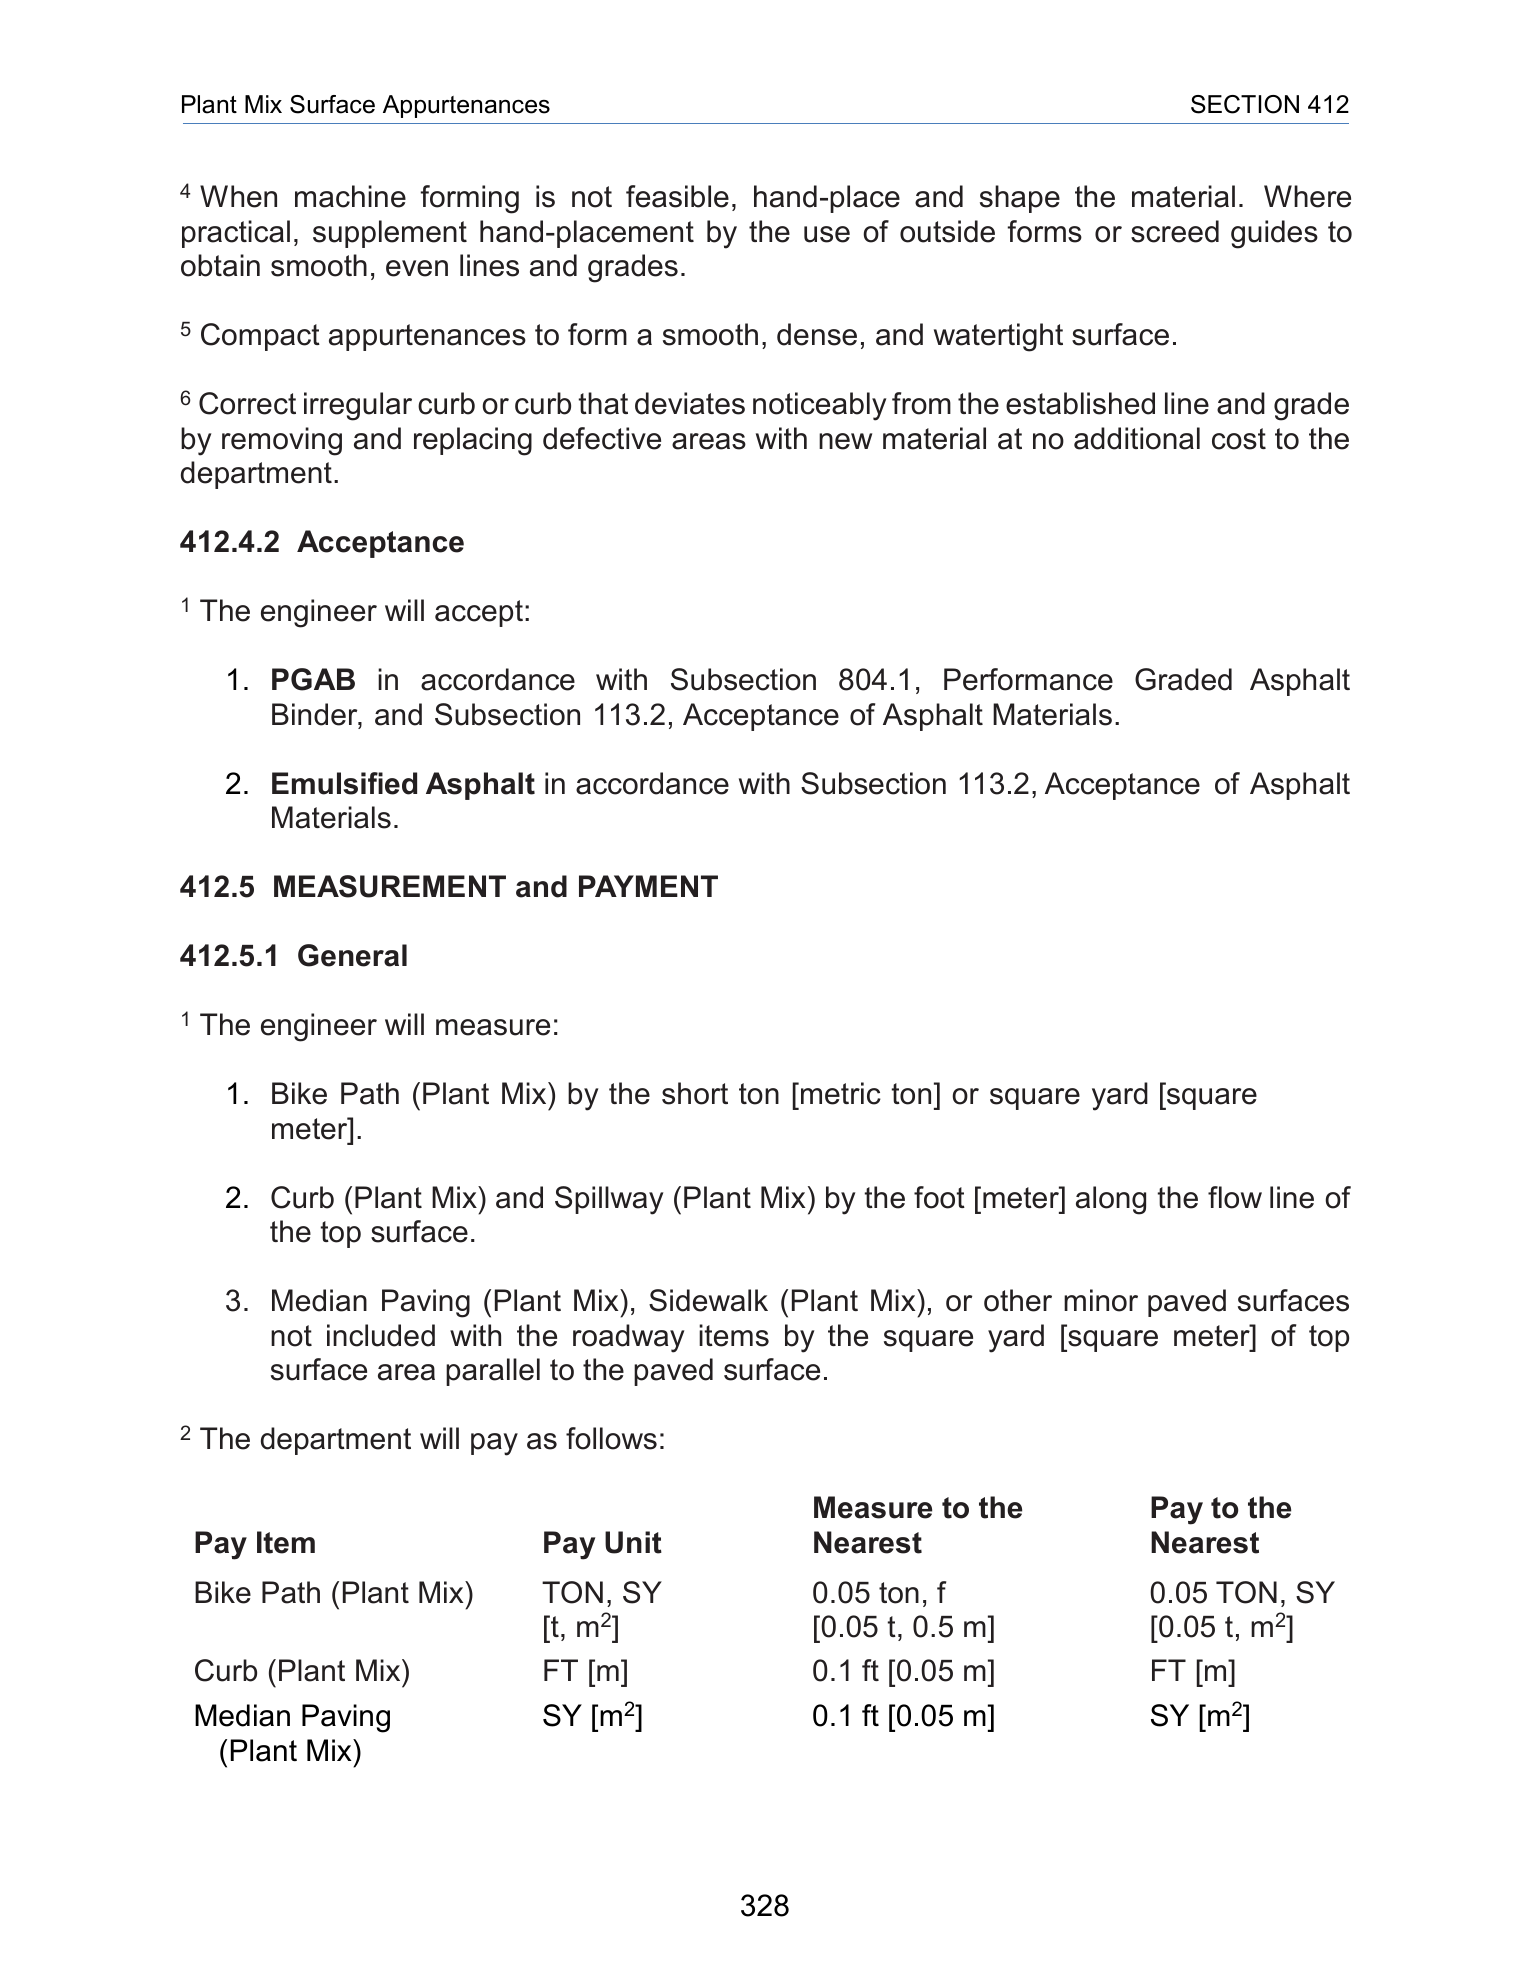 Plant Mix Surface Appurtenances SECTION 412
4 When machine forming is not feasible, hand-place and shape the material. Where
practical, supplement hand-placement by the use of outside forms or screed guides to
obtain smooth, even lines and grades.
5 Compact appurtenances to form a smooth, dense, and watertight surface.
6 Correct irregular curb or curb that deviates noticeably from the established line and grade
by removing and replacing defective areas with new material at no additional cost to the
department.
412.4.2 Acceptance
1 The engineer will accept:
1. PGAB in accordance with Subsection 804.1, Performance Graded Asphalt
Binder, and Subsection 113.2, Acceptance of Asphalt Materials.
2. Emulsified Asphalt in accordance with Subsection 113.2, Acceptance of Asphalt
Materials.
412.5 MEASUREMENT and PAYMENT
412.5.1 General
1 The engineer will measure:
1. Bike Path (Plant Mix) by the short ton [metric ton] or square yard [square
meter].
2. Curb (Plant Mix) and Spillway (Plant Mix) by the foot [meter] along the flow line of
the top surface.
3. Median Paving (Plant Mix), Sidewalk (Plant Mix), or other minor paved surfaces
not included with the roadway items by the square yard [square meter] of top
surface area parallel to the paved surface.
2 The department will pay as follows:
Measure to the Pay to the
Pay Item Pay Unit Nearest Nearest
Bike Path (Plant Mix) TON, SY 0.05 ton, f 0.05 TON, SY
[t, m2] [0.05 t, 0.5 m] [0.05 t, m2]
Curb (Plant Mix) FT [m] 0.1 ft [0.05 m] FT [m]
Median Paving SY [m2] 0.1 ft [0.05 m] SY [m2]
(Plant Mix)
328